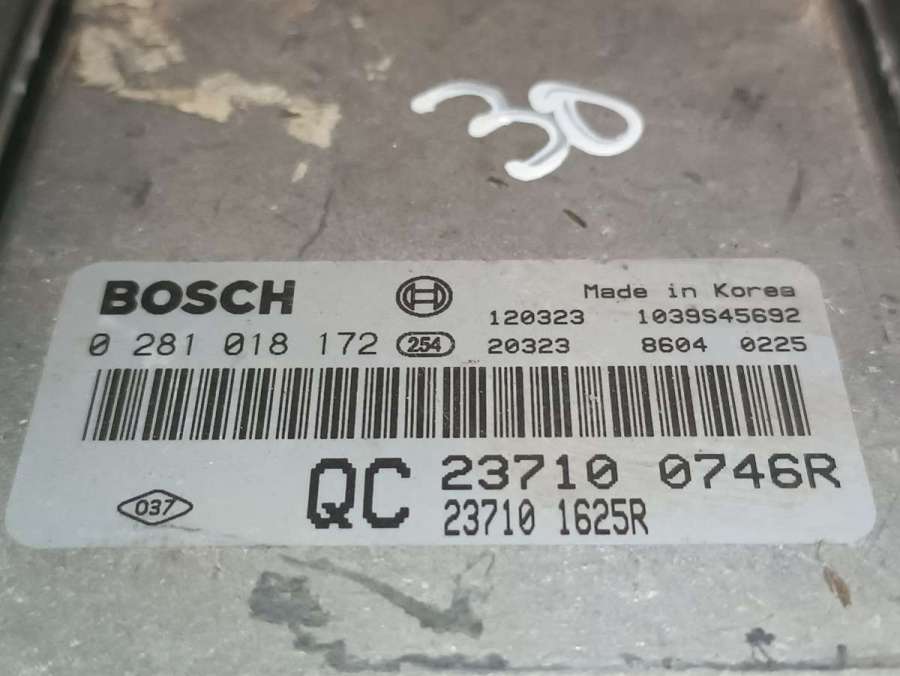 BOSCH
Made in Korea
120323 1039S45692
0 281 018 172 254 20323 8604 0225
QC 23710 0746R
037 23710 1625R